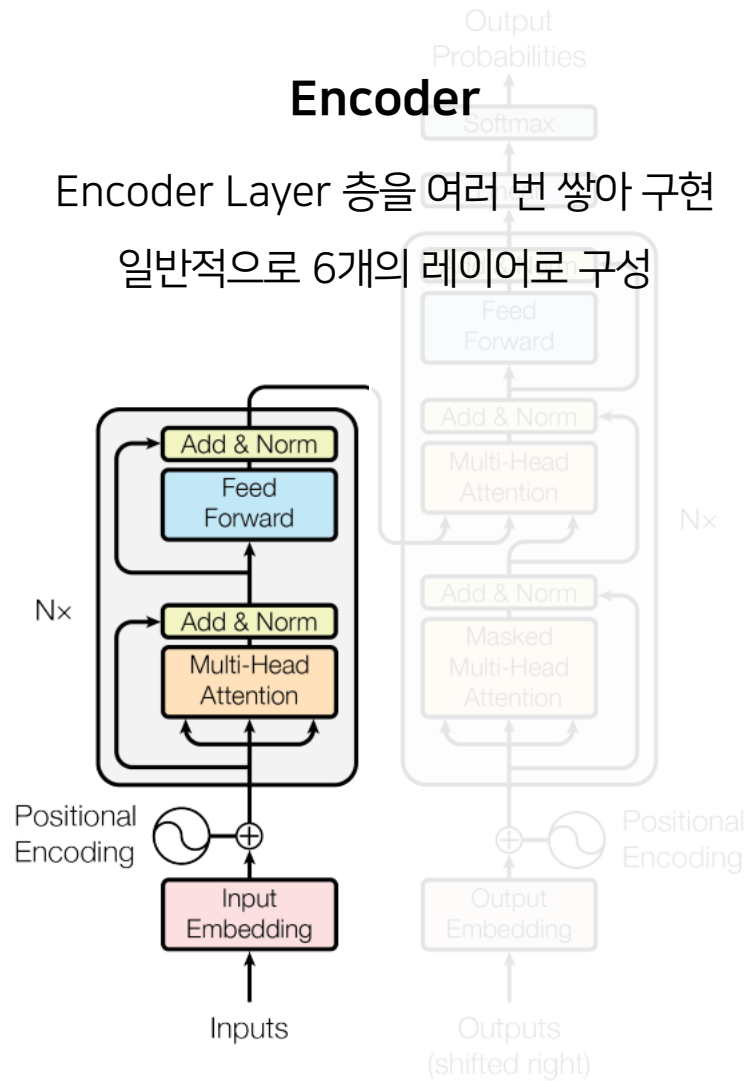 Output
Probabilities
Encoder
Softmax
Encoder Layer 층을 여러 번 쌓아 구현
일반적으로 6개의 레이어로 구성
Feed
Forward
Add & Norm
Multi-Head
Attention
Nx
Add & Norm
Masked
Multi-Head
Attention
Positional
Encoding
Output
Embedding
Outputs
(shifted right)
Add & Norm
Feed
Forward
Nx
Add & Norm
Multi-Head
Attention
Positional
Encoding
Input
Embedding
Inputs